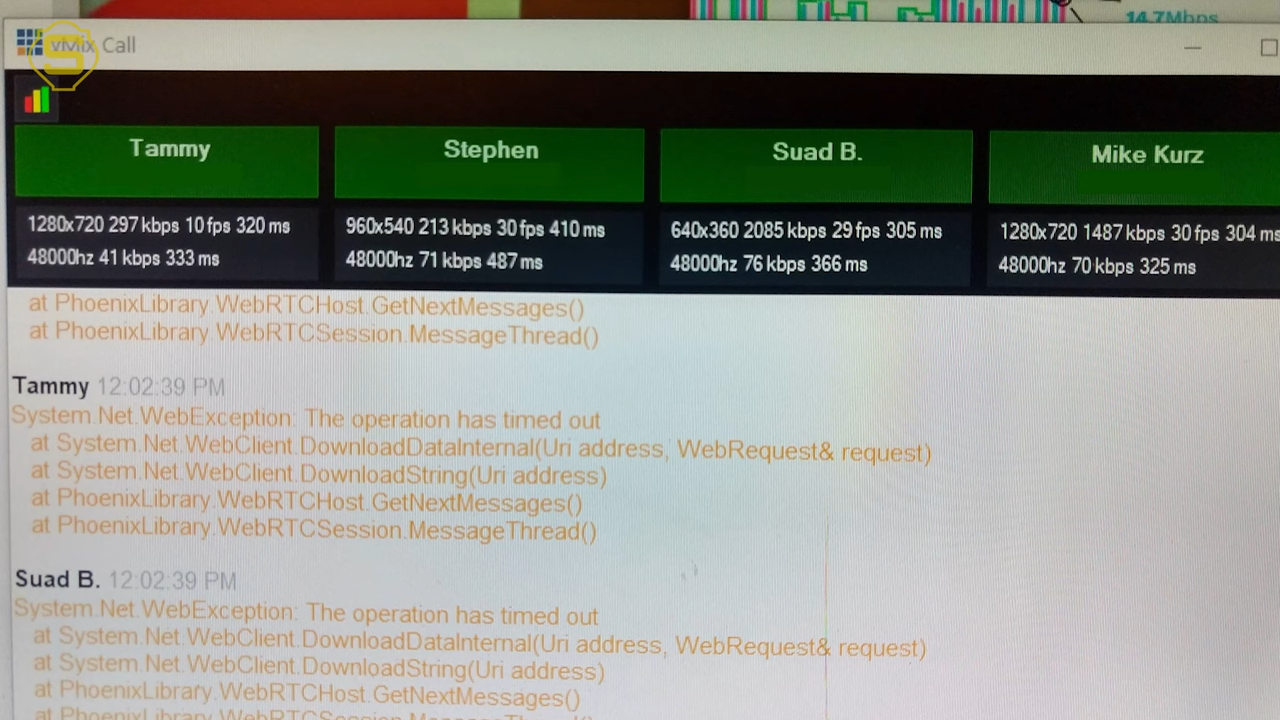 14.7Mbps
vMix Call
S
Tammy
Stephen
Suad B.
Mike Kurz
1280x720 297 kbps 10 fps 320 ms
48000hz 41 kbps 333 ms
960x540 213 kbps 30 fps 410 ms
48000hz 71 kbps 487 ms
640x360 2085 kbps 29 fps 305 ms
48000hz 76 kbps 366 ms
1280x720 1487 kbps 30 fps 304 ms
48000hz 70 kbps 325 ms
at PhoenixLibrary.WebRTCHost.GetNextMessages()
at PhoenixLibrary.WebRTCSession.MessageThread()
Tammy 12:02:39 PM
System.Net.WebException: The operation has timed out
at System.Net.WebClient.DownloadDataInternal(Uri address, WebRequest& request)
at System.Net.WebClient.DownloadString(Uri address)
at PhoenixLibrary.WebRTCHost.GetNextMessages()
at PhoenixLibrary.WebRTCSession.MessageThread()
Suad B. 12:02:39 PM
System.Net.WebException: The operation has timed out
at System.Net.WebClient.DownloadDataInternal(Uri address, WebRequest& request)
at System.Net.WebClient.DownloadString(Uri address)
at PhoenixLibrary.WebRTCHost.GetNextMessages()
at PhoenixLibrary.WebRTCSession.MessageThread()